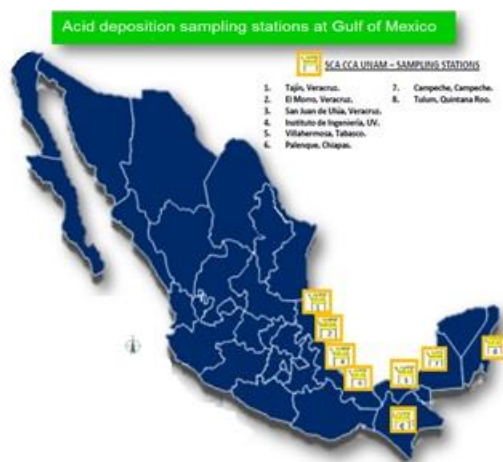 Acid deposition sampling stations at Gulf of Mexico
SCA CCA UNAM – SAMPLING STATIONS
1. Tajín, Veracruz.
2. El Morro, Veracruz.
3. San Juan de Ulúa, Veracruz.
4. Instituto de Ingeniería, UV.
5. Villahermosa, Tabasco.
6. Palenque, Chiapas.
7. Campeche, Campeche.
8. Tulum, Quintana Roo.
1
2